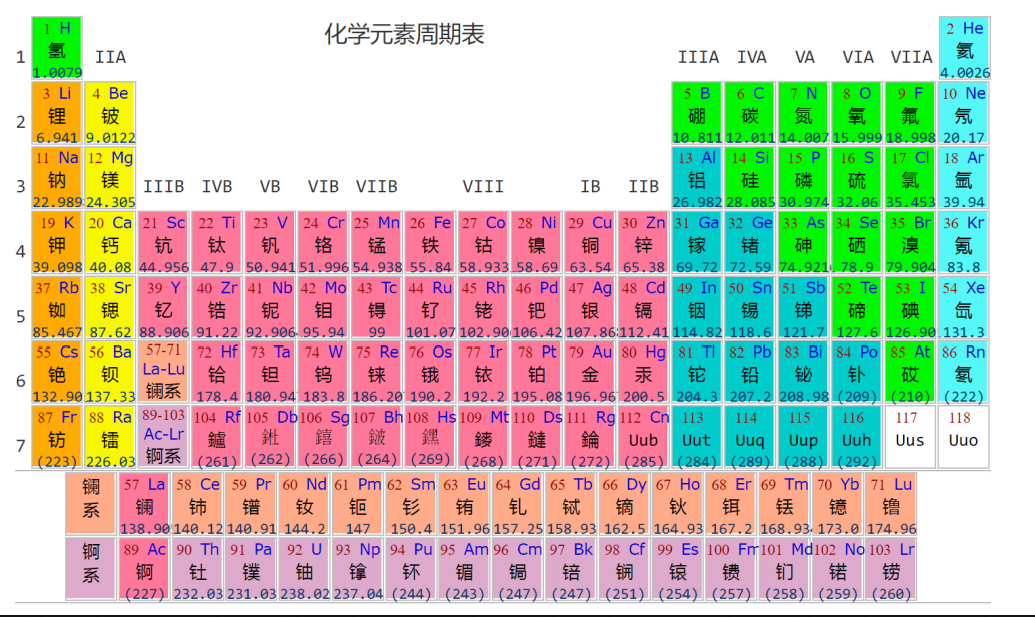 化学元素周期表
1 H 2 He
1 氢 IIA IIIA IVA VA VIA VIIA 氦
1.0079 4.0026
3 Li 4 Be 5 B 6 C 7 N 8 O 9 F 10 Ne
2 锂 铍 硼 碳 氮 氧 氟 氖
6.941 9.0122 10.811 12.011 14.007 15.999 18.998 20.17
11 Na 12 Mg 13 Al 14 Si 15 P 16 S 17 Cl 18 Ar
3 钠 镁 IIIB IVB VB VIB VIIB VIII IB IIB 铝 硅 磷 硫 氯 氩
22.989 24.305 26.982 28.085 30.974 32.06 35.453 39.94
19 K 20 Ca 21 Sc 22 Ti 23 V 24 Cr 25 Mn 26 Fe 27 Co 28 Ni 29 Cu 30 Zn 31 Ga 32 Ge 33 As 34 Se 35 Br 36 Kr
4 钾 钙 钪 钛 钒 铬 锰 铁 钴 镍 铜 锌 镓 锗 砷 硒 溴 氪
39.098 40.08 44.956 47.9 50.941 51.996 54.938 55.84 58.933 58.69 63.54 65.38 69.72 72.59 74.921 78.9 79.904 83.8
37 Rb 38 Sr 39 Y 40 Zr 41 Nb 42 Mo 43 Tc 44 Ru 45 Rh 46 Pd 47 Ag 48 Cd 49 In 50 Sn 51 Sb 52 Te 53 I 54 Xe
5 铷 锶 钇 锆 铌 钼 锝 钌 铑 钯 银 镉 铟 锡 锑 碲 碘 氙
85.467 87.62 88.906 91.22 92.906 95.94 99 101.07 102.90 106.42 107.868 112.41 114.82 118.6 121.7 127.6 126.90 131.3
55 Cs 56 Ba 57-71 72 Hf 73 Ta 74 W 75 Re 76 Os 77 Ir 78 Pt 79 Au 80 Hg 81 Tl 82 Pb 83 Bi 84 Po 85 At 86 Rn
6 铯 钡 La-Lu 铪 钽 钨 铼 锇 铱 铂 金 汞 铊 铅 铋 钋 砹 氡
132.90 137.33 镧系 178.4 180.947 183.8 186.207 190.2 192.2 195.08 196.967 200.5 204.3 207.2 208.98 (209) (210) (222)
87 Fr 88 Ra 89-103 104 Rf 105 Db 106 Sg 107 Bh 108 Hs 109 Mt 110 Ds 111 Rg 112 Cn 113 114 115 116 117 118
7 钫 镭 Ac-Lr 鑪 𨧀 𨭎 𨨏 𨭆 䥑 鐽 錀 Uub Uut Uuq Uup Uuh Uus Uuo
(223) 226.03 锕系 (261) (262) (266) (264) (269) (268) (271) (272) (285) (284) (289) (288) (292)
57 La 58 Ce 59 Pr 60 Nd 61 Pm 62 Sm 63 Eu 64 Gd 65 Tb 66 Dy 67 Ho 68 Er 69 Tm 70 Yb 71 Lu
镧系 镧 铈 镨 钕 钷 钐 铕 钆 铽 镝 钬 铒 铥 镱 镥
138.90 140.12 140.91 144.2 147 150.4 151.96 157.25 158.93 162.5 164.93 167.2 168.934 173.0 174.96
89 Ac 90 Th 91 Pa 92 U 93 Np 94 Pu 95 Am 96 Cm 97 Bk 98 Cf 99 Es 100 Fm 101 Md 102 No 103 Lr
锕系 锕 钍 镤 铀 镎 钚 镅 锔 锫 锎 锿 镄 钔 锘 铹
(227) 232.03 231.03 238.02 237.04 (244) (243) (247) (247) (251) (254) (257) (258) (259) (260)